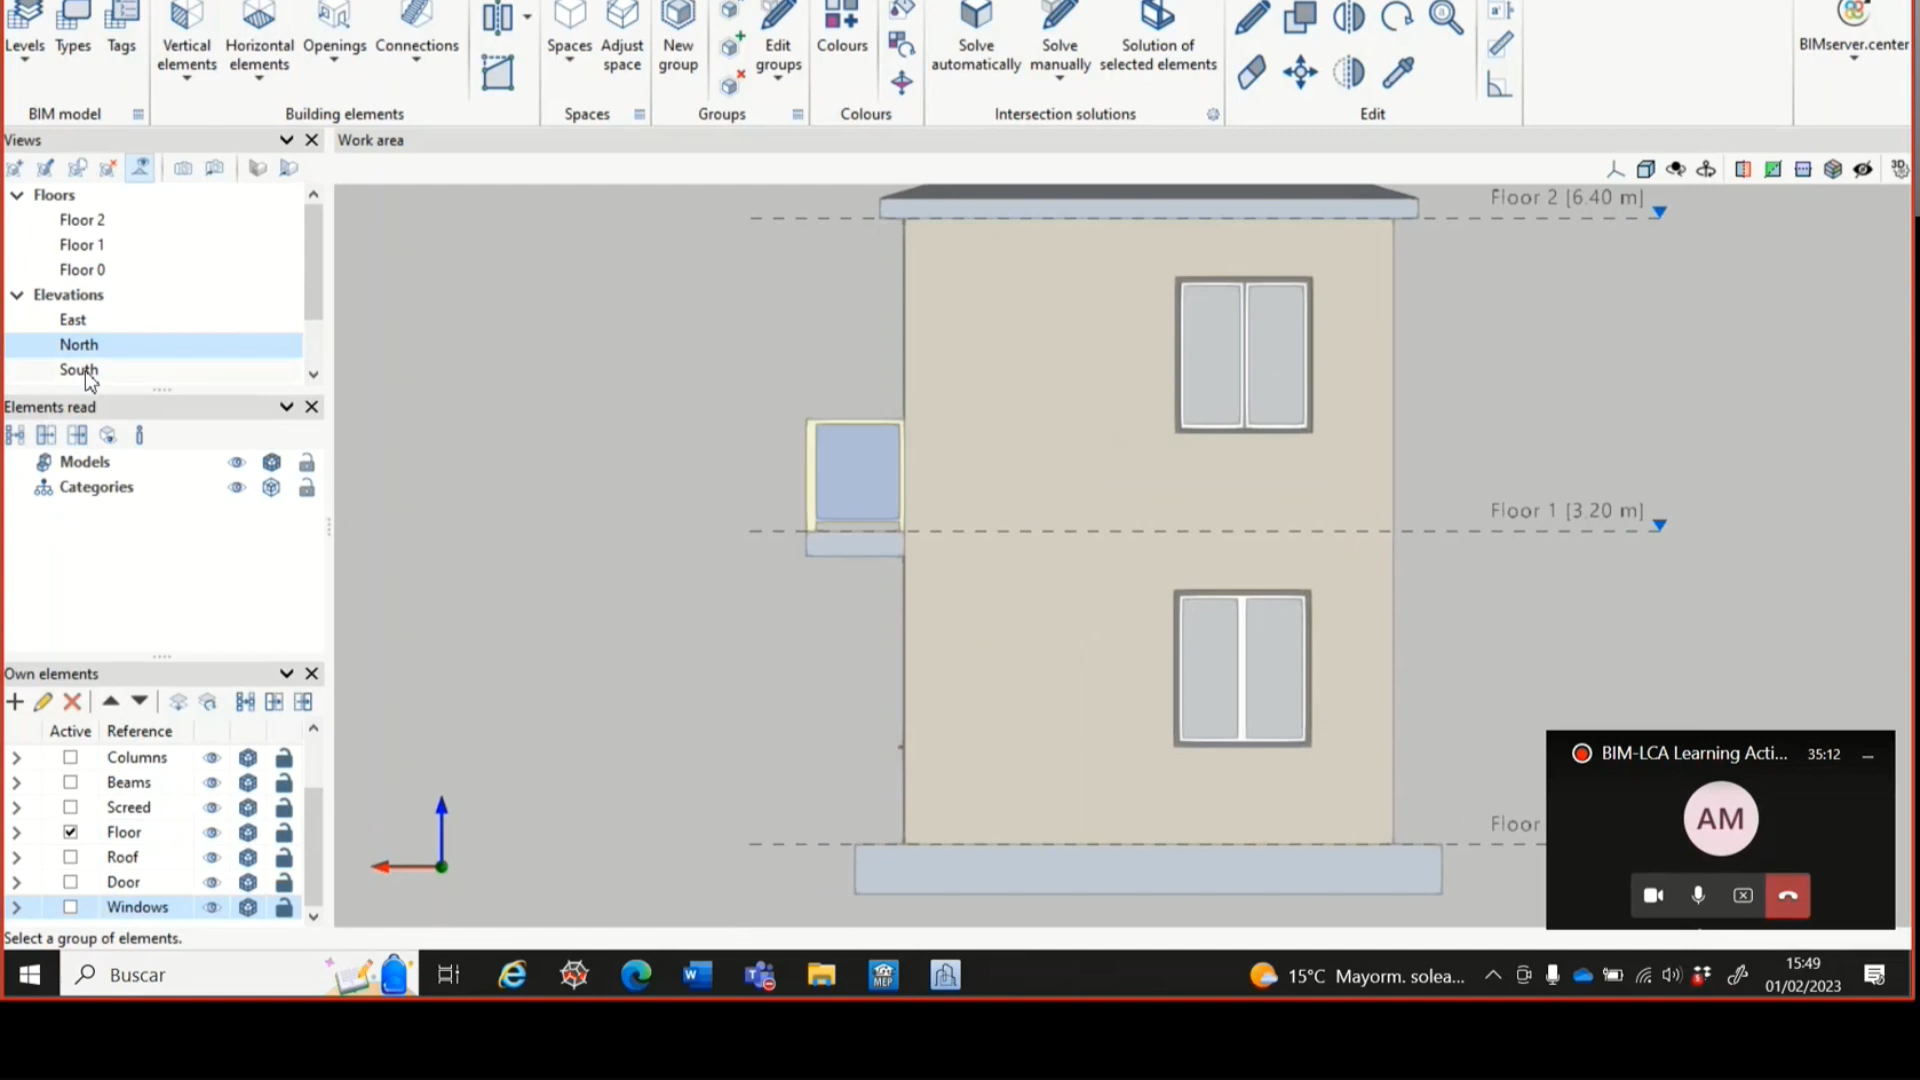 Levels
Types
Tags
Vertical elements
Horizontal elements
Openings
Connections
Spaces
Adjust space
New group
Edit groups
Colours
Solve automatically
Solve manually
Solution of selected elements
BIMserver.center
BIM model
Building elements
Spaces
Groups
Colours
Intersection solutions
Edit
Views
Work area
Floors
Floor 2
Floor 1
Floor 0
Elevations
East
North
South
Elements read
Models
Categories
Own elements
Active Reference
Columns
Beams
Screed
Floor
Roof
Door
Windows
Select a group of elements.
Floor 2 [6.40 m]
Floor 1 [3.20 m]
Floor
BIM-LCA Learning Acti... 35:12
AM
Buscar
MEP
15°C Mayorm. solea...
15:49
01/02/2023